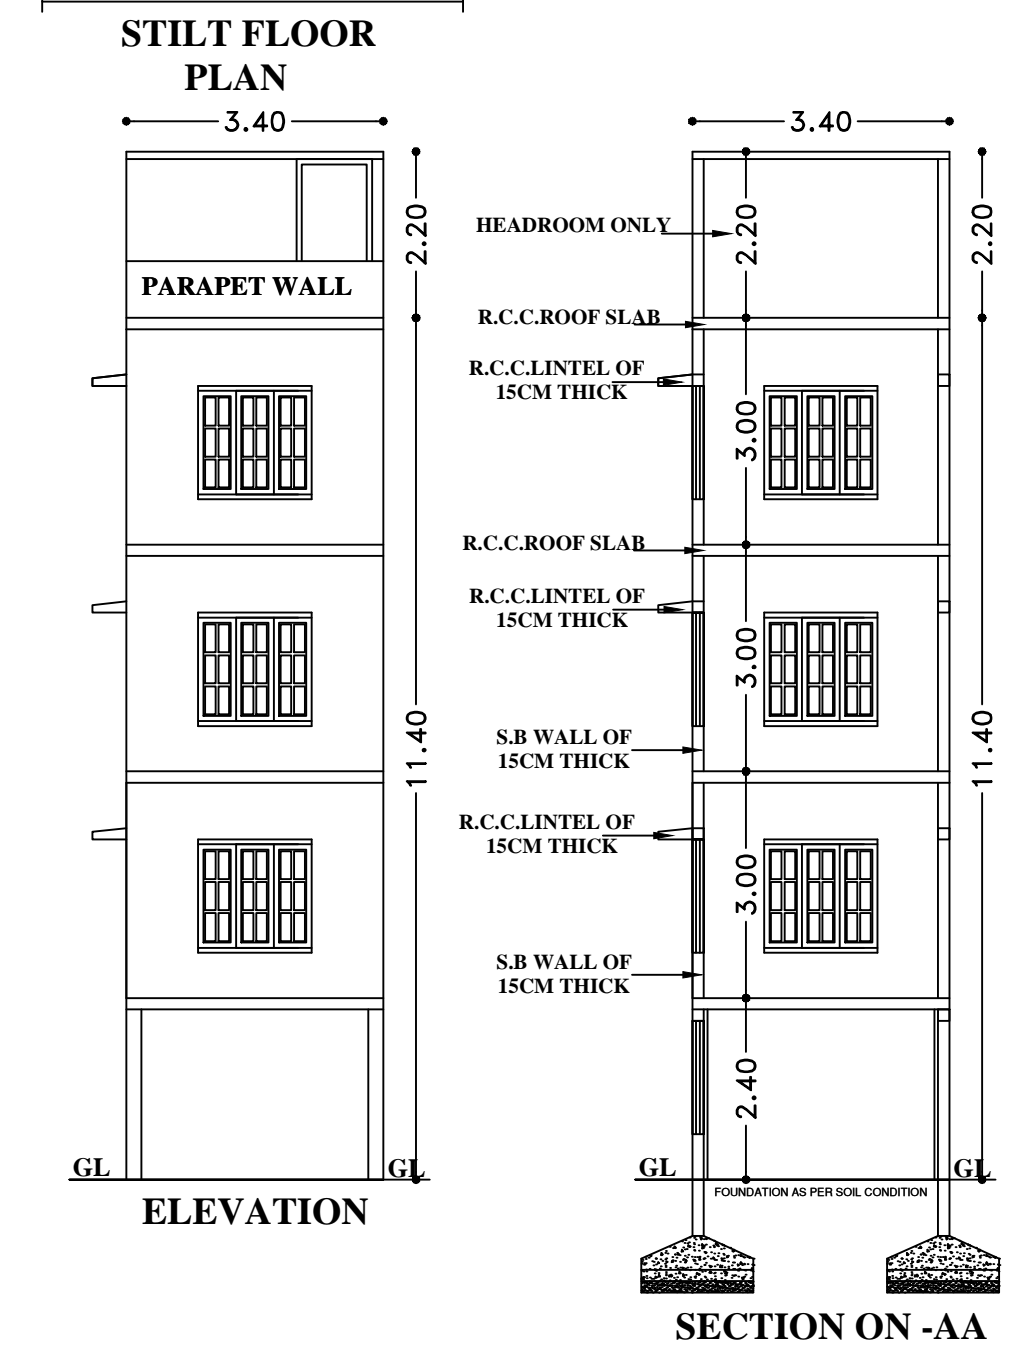 STILT FLOOR
PLAN
3.40
2.20
PARAPET WALL
11.40
GL
GL
ELEVATION
3.40
HEADROOM ONLY
2.20
2.20
R.C.C.ROOF SLAB
R.C.C.LINTEL OF
15CM THICK
3.00
R.C.C.ROOF SLAB
R.C.C.LINTEL OF
15CM THICK
3.00
S.B WALL OF
15CM THICK
11.40
R.C.C.LINTEL OF
15CM THICK
3.00
S.B WALL OF
15CM THICK
2.40
GL
GL
FOUNDATION AS PER SOIL CONDITION
SECTION ON -AA